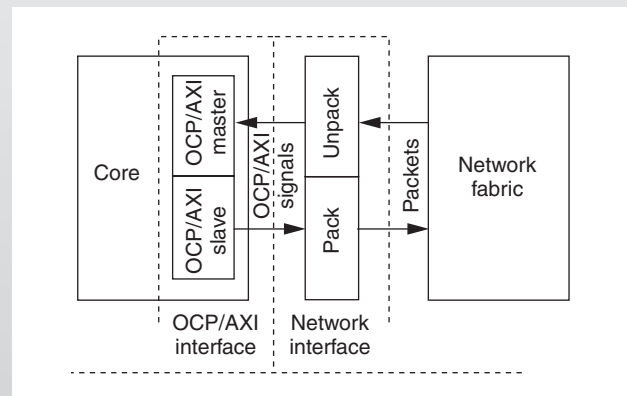 Core
OCP/AXI
master
OCP/AXI
slave
OCP/AXI
signals
Unpack
Pack
Packets
Network
fabric
OCP/AXI
interface
Network
interface